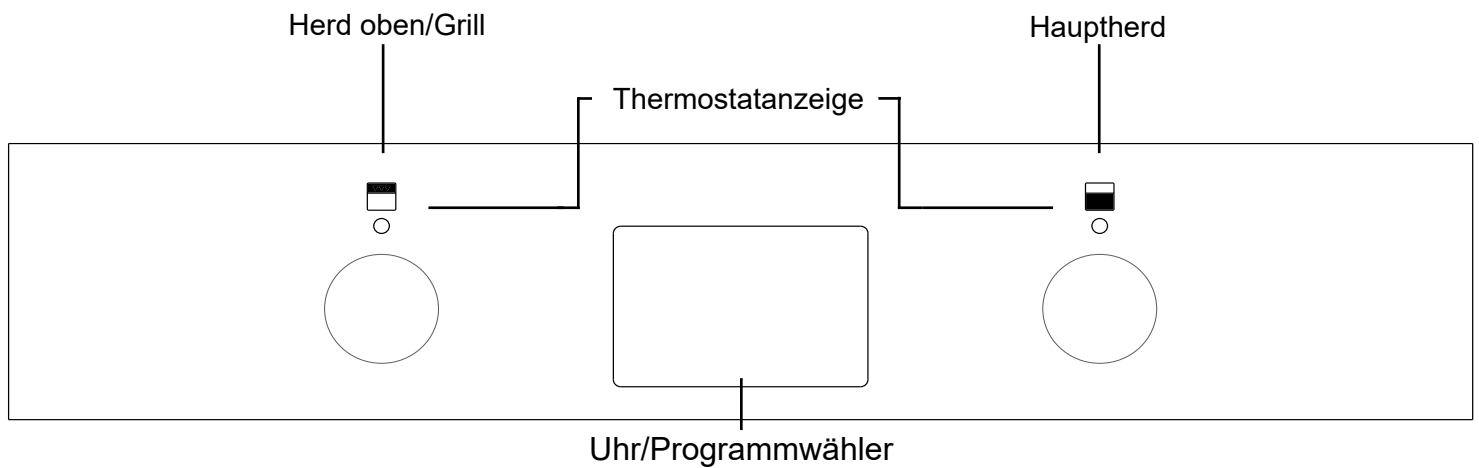 Herd oben/Grill
Hauptherd
Thermostatanzeige
Uhr/Programmwähler